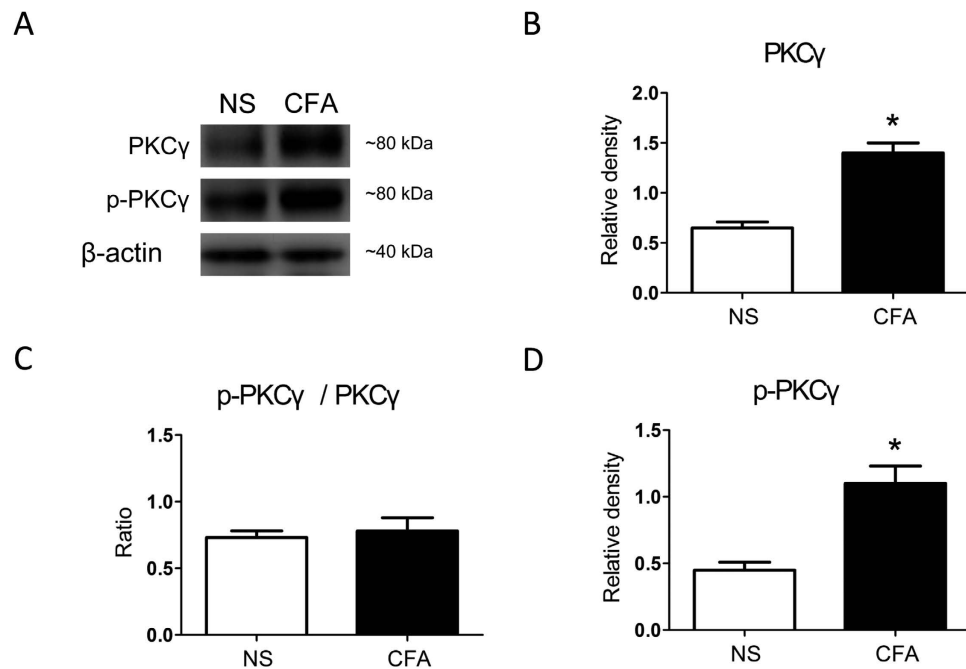 A
NS CFA
PKCγ ~80 kDa
p-PKCγ ~80 kDa
β-actin ~40 kDa
B
PKCγ
Relative density
2.0
1.5
1.0
0.5
0.0
*
NS CFA
C
p-PKCγ / PKCγ
Ratio
1.5
1.0
0.5
0.0
NS CFA
D
p-PKCγ
Relative density
1.5
1.0
0.5
0.0
*
NS CFA